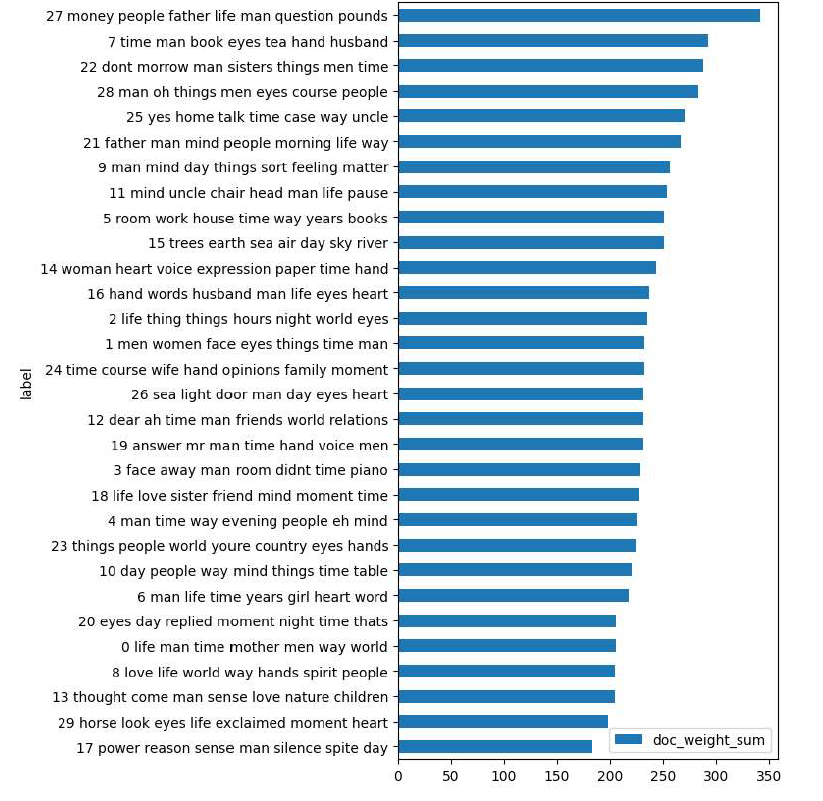 27 money people father life man question pounds
7 time man book eyes tea hand husband
22 dont morrow man sisters things men time
28 man oh things men eyes course people
25 yes home talk time case way uncle
21 father man mind people morning life way
9 man mind day things sort feeling matter
11 mind uncle chair head man life pause
5 room work house time way years books
15 trees earth sea air day sky river
14 woman heart voice expression paper time hand
16 hand words husband man life eyes heart
2 life thing things hours night world eyes
1 men women face eyes things time man
24 time course wife hand opinions family moment
26 sea light door man day eyes heart
12 dear ah time man friends world relations
19 answer mr man time hand voice men
3 face away man room didnt time piano
18 life love sister friend mind moment time
4 man time way evening people eh mind
23 things people world youre country eyes hands
10 day people way mind things time table
6 man life time years girl heart word
20 eyes day replied moment night time thats
0 life man time mother men way world
8 love life world way hands spirit people
13 thought come man sense love nature children
29 horse look eyes life exclaimed moment heart
17 power reason sense man silence spite day
label
doc_weight_sum
0 50 100 150 200 250 300 350